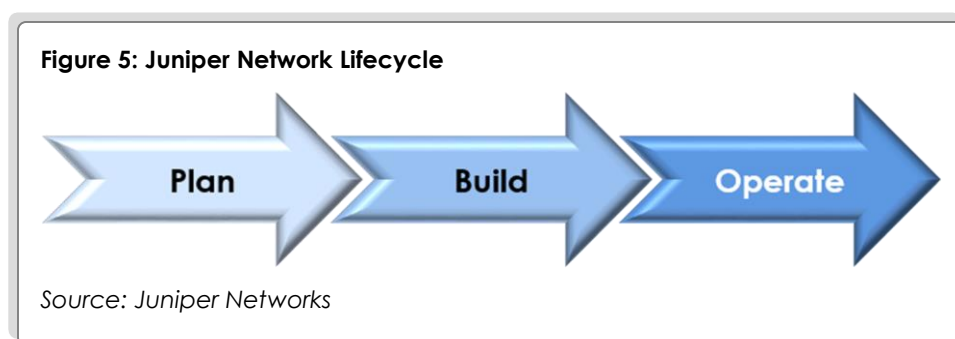 Figure 5: Juniper Network Lifecycle
Plan Build Operate
Source: Juniper Networks